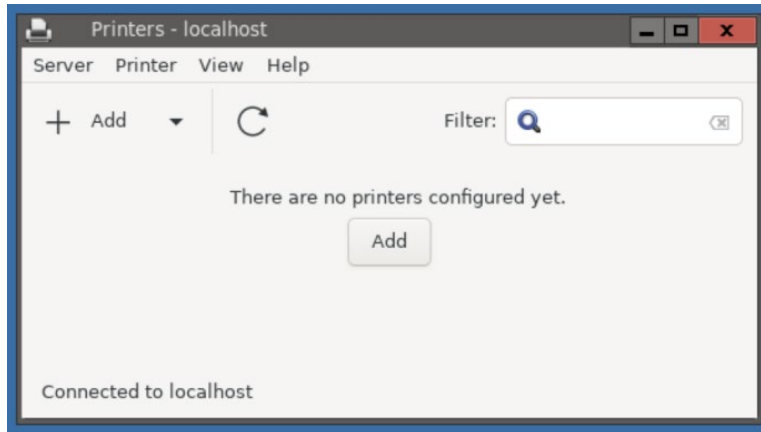 Printers - localhost
Server Printer View Help
Add Filter:
There are no printers configured yet.
Add
Connected to localhost